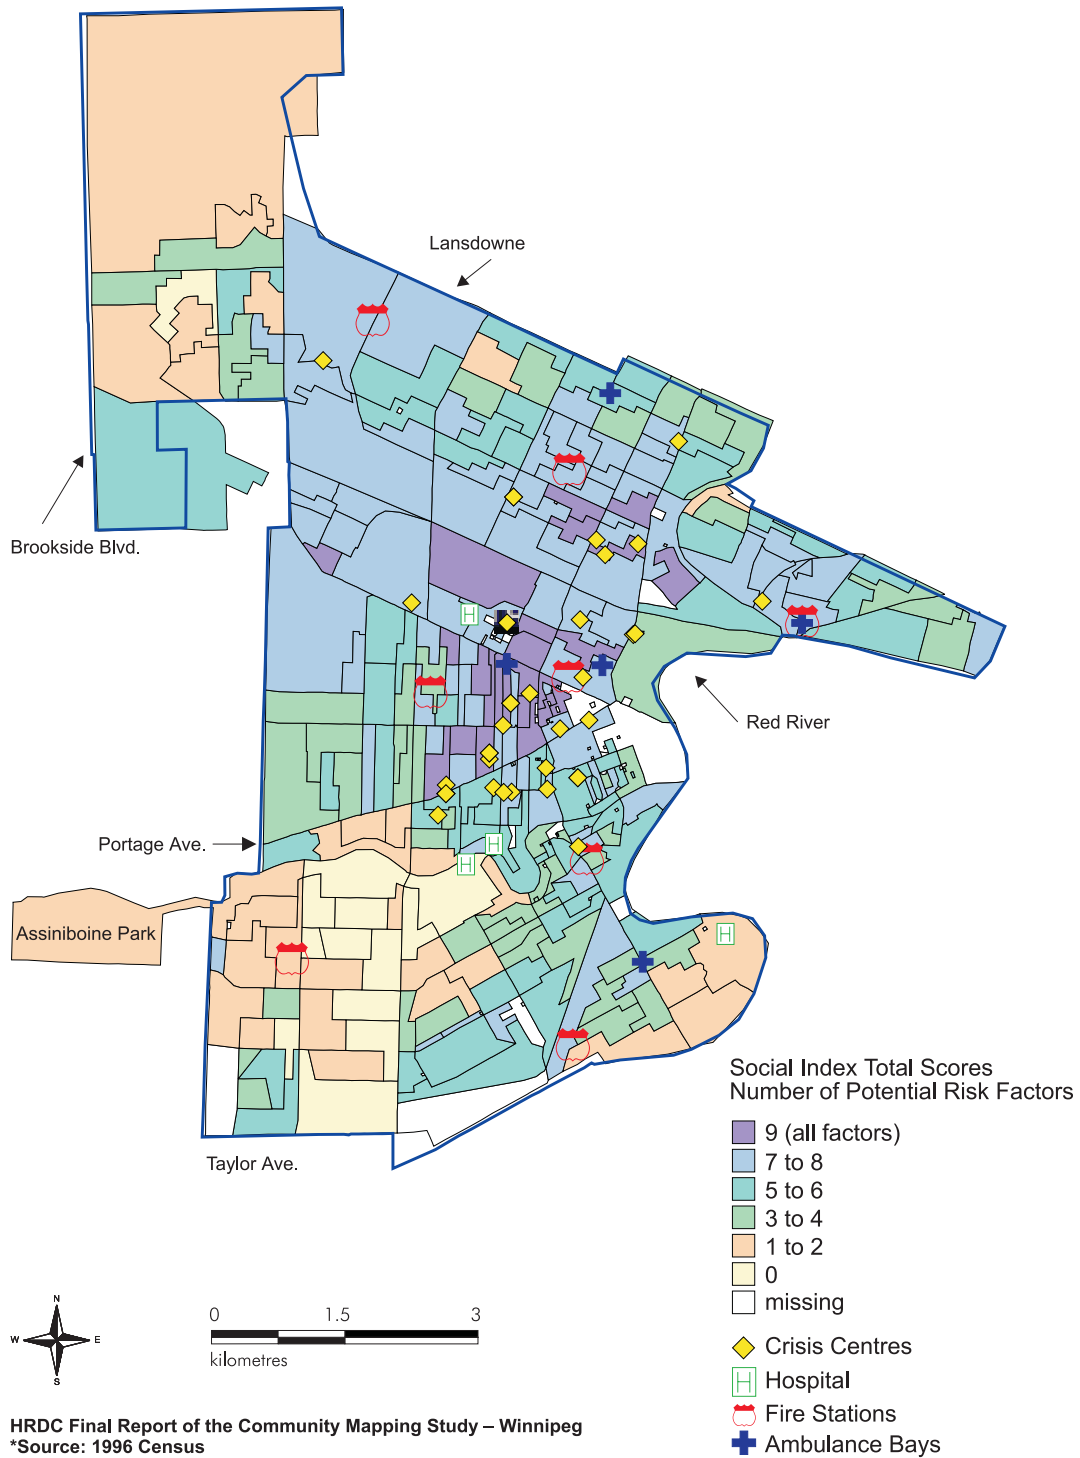 Lansdowne
Brookside Blvd.
Red River
Portage Ave.
Assiniboine Park
Taylor Ave.
H
H
H
H
Social Index Total Scores
Number of Potential Risk Factors
9 (all factors)
7 to 8
5 to 6
3 to 4
1 to 2
0
missing
Crisis Centres
H Hospital
Fire Stations
Ambulance Bays
N
W E
S
0 1.5 3
kilometres
HRDC Final Report of the Community Mapping Study – Winnipeg
*Source: 1996 Census